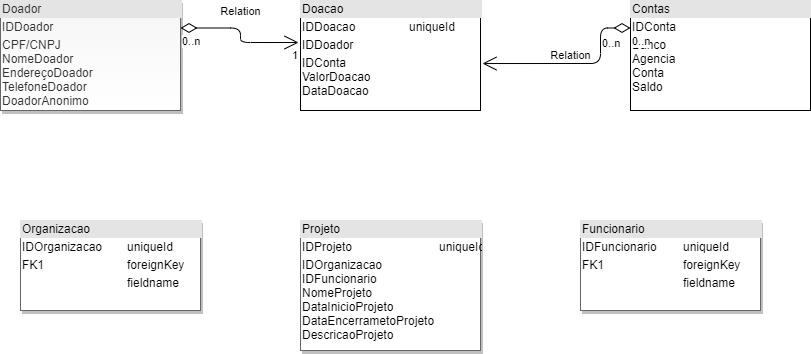 Doador
IDDoador
CPF/CNPJ
NomeDoador
EndereçoDoador
TelefoneDoador
DoadorAnonimo
Relation
0..n
1
Doacao
IDDoacao uniqueId
IDDoador
IDConta
ValorDoacao
DataDoacao
Relation
0..n
0..n
Contas
IDConta
Agencia
Conta
Saldo
Organizacao
IDOrganizacao uniqueId
FK1 foreignKey
fieldname
Projeto
IDProjeto uniqueId
IDOrganizacao
IDFuncionario
NomeProjeto
DataInicioProjeto
DataEncerrametoProjeto
DescricaoProjeto
Funcionario
IDFuncionario uniqueId
FK1 foreignKey
fieldname